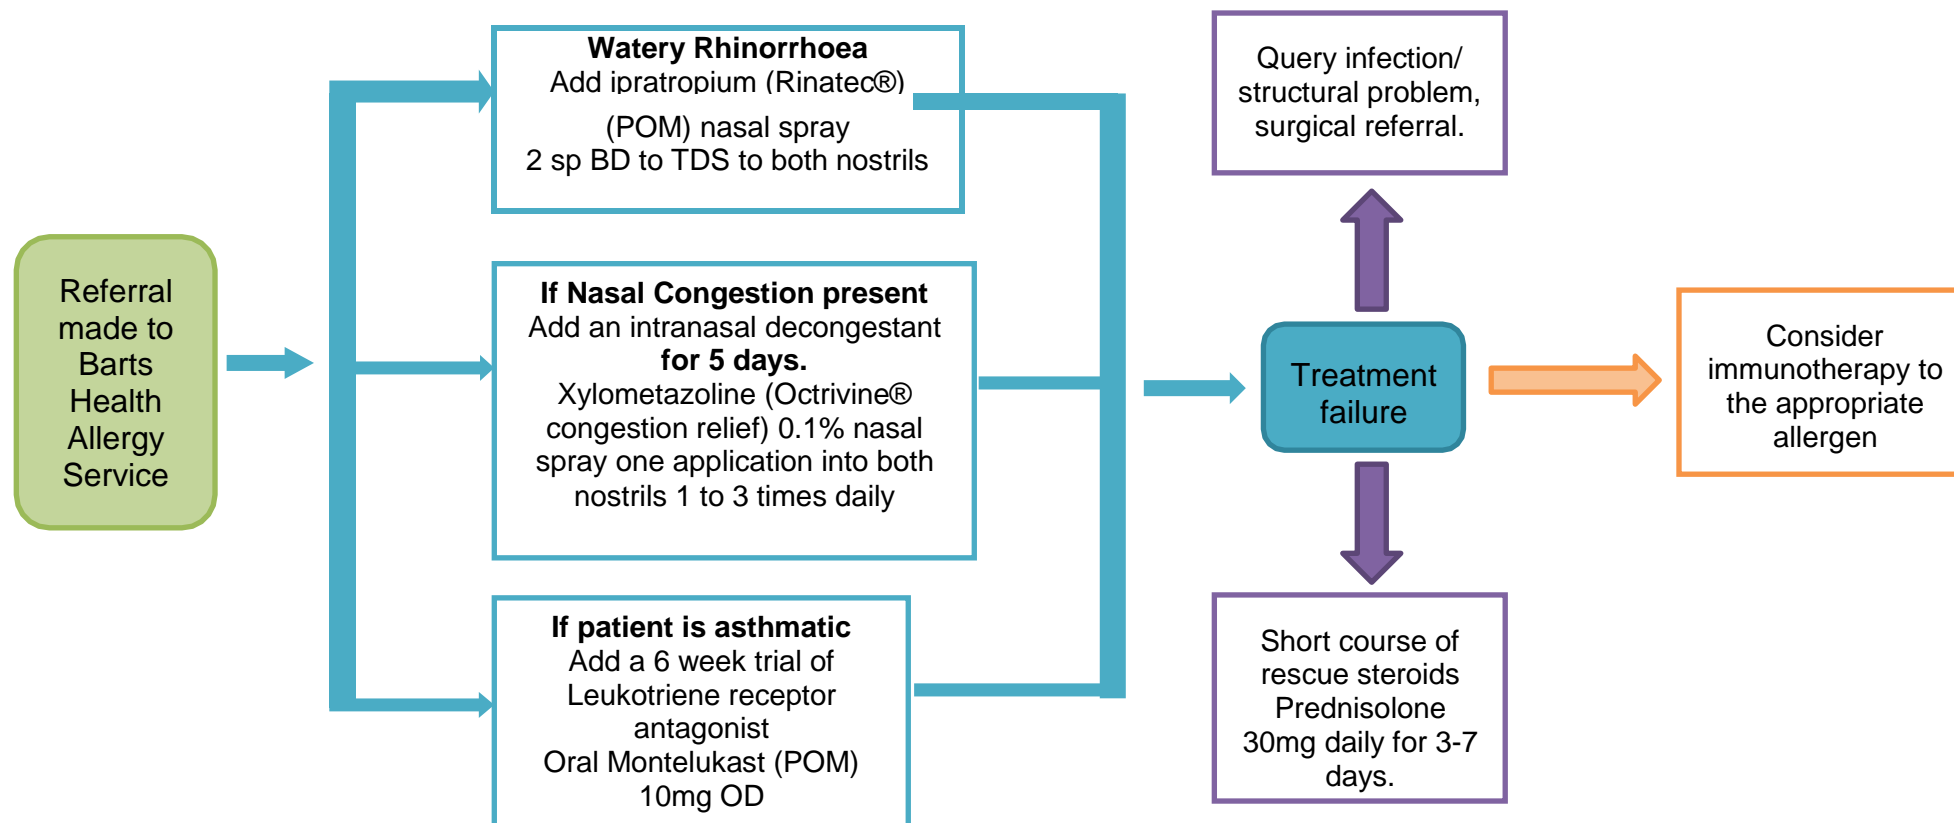 Referral
made to
Barts
Health
Allergy
Service
Watery Rhinorrhoea
Add ipratropium (Rinatec®)
(POM) nasal spray
2 sp BD to TDS to both nostrils
If Nasal Congestion present
Add an intranasal decongestant
for 5 days.
Xylometazoline (Octrivine®
congestion relief) 0.1% nasal
spray one application into both
nostrils 1 to 3 times daily
If patient is asthmatic
Add a 6 week trial of
Leukotriene receptor
antagonist
Oral Montelukast (POM)
10mg OD
Treatment
failure
Query infection/
structural problem,
surgical referral.
Short course of
rescue steroids
Prednisolone
30mg daily for 3-7
days.
Consider
immunotherapy to
the appropriate
allergen